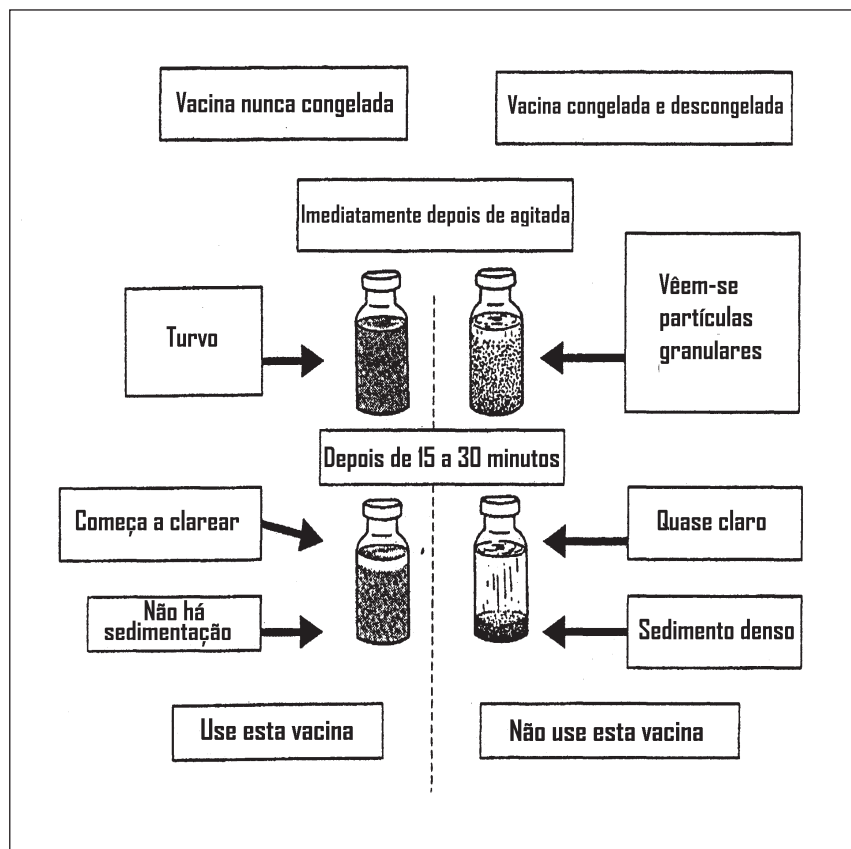 Vacina nunca congelada
Vacina congelada e descongelada
Imediatamente depois de agitada
Turvo
Vêem-se
partículas
granulares
Depois de 15 a 30 minutos
Começa a clarear
Quase claro
Não há
sedimentação
Sedimento denso
Use esta vacina
Não use esta vacina